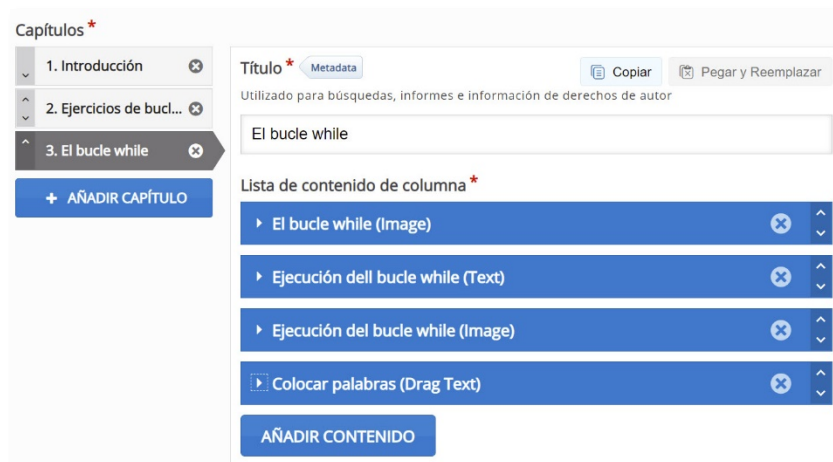 Capítulos *
1. Introducción
2. Ejercicios de bucl...
3. El bucle while
+ AÑADIR CAPÍTULO
Título * Metadata
Copiar
Pegar y Reemplazar
Utilizado para búsquedas, informes e información de derechos de autor
El bucle while
Lista de contenido de columna *
El bucle while (Image)
Ejecución dell bucle while (Text)
Ejecución del bucle while (Image)
Colocar palabras (Drag Text)
AÑADIR CONTENIDO